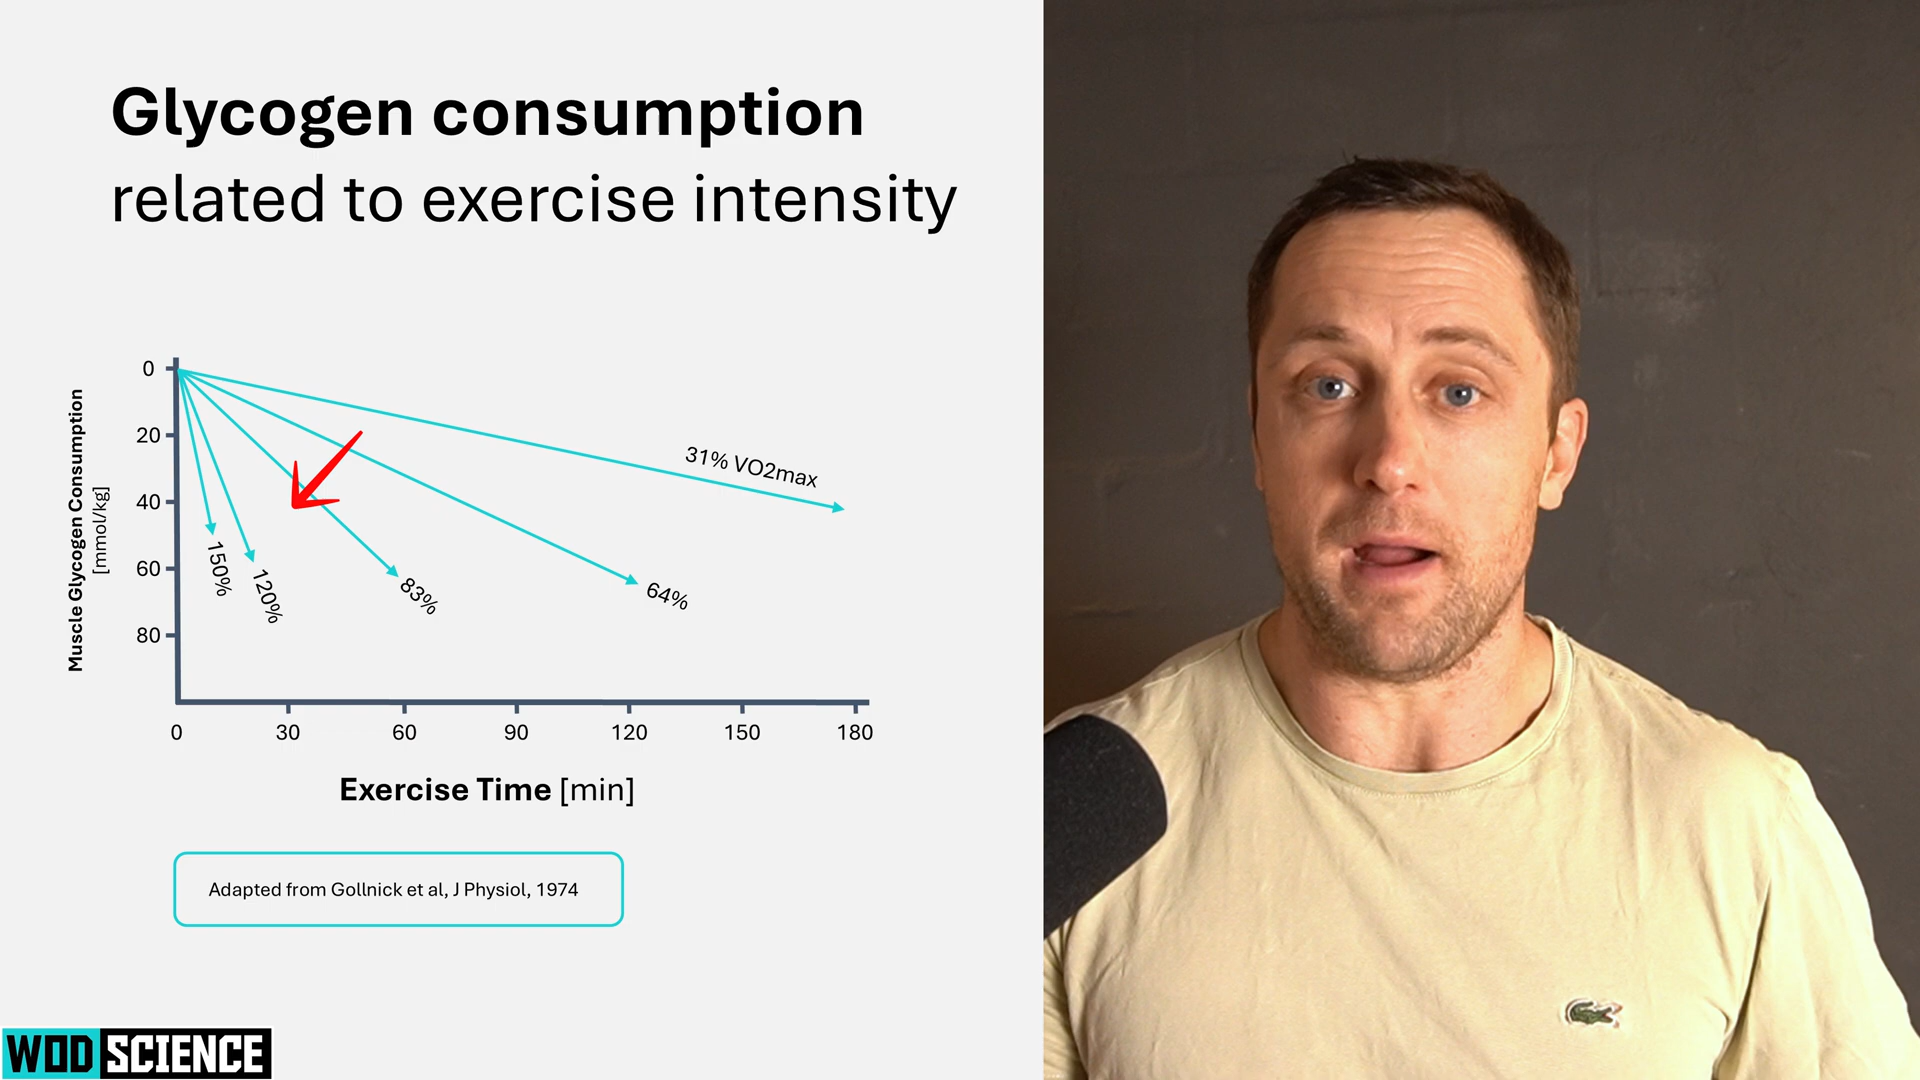 Glycogen consumption
related to exercise intensity
Muscle Glycogen Consumption
[mmol/kg]
0
20
40
60
80
31% VO2max
64%
83%
120%
150%
0 30 60 90 120 150 180
Exercise Time [min]
Adapted from Gollnick et al, J Physiol, 1974
WOD SCIENCE